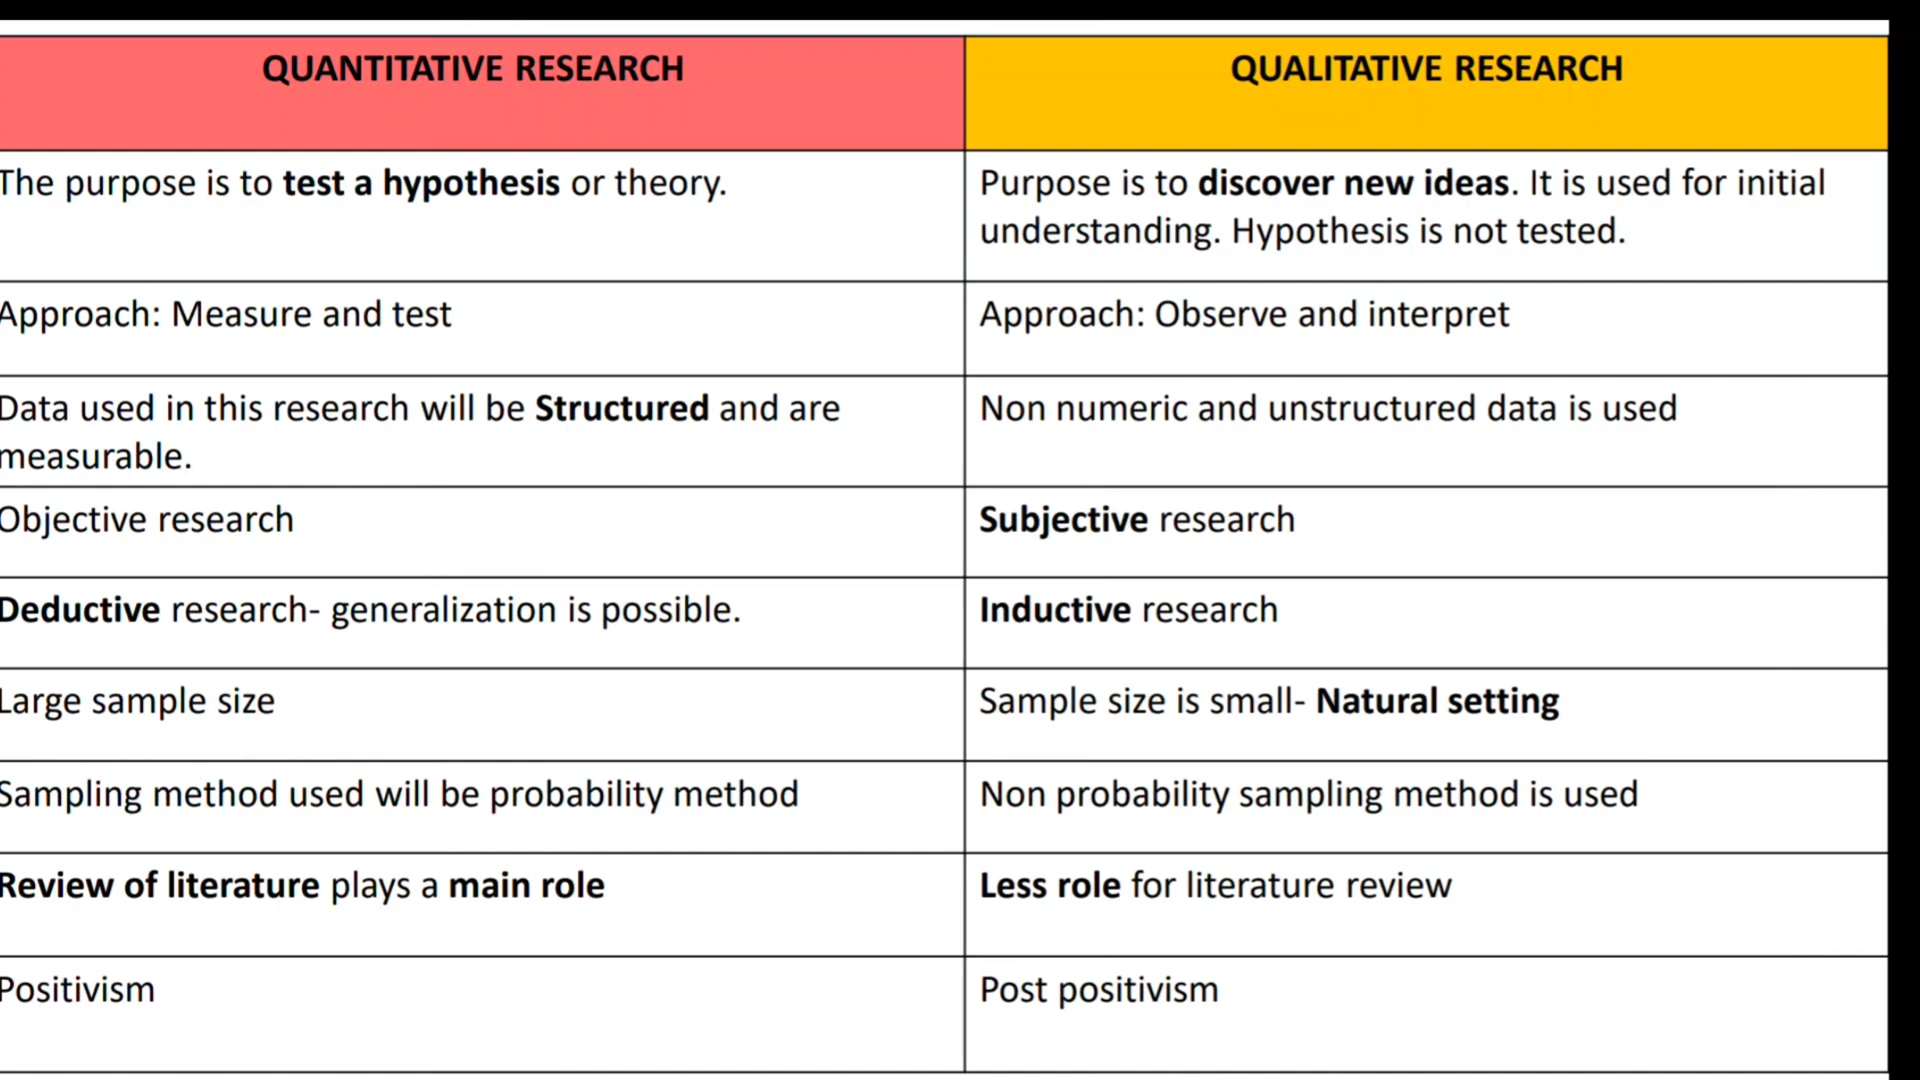 QUANTITATIVE RESEARCH
QUALITATIVE RESEARCH
The purpose is to test a hypothesis or theory.
Purpose is to discover new ideas. It is used for initial
understanding. Hypothesis is not tested.
Approach: Measure and test
Approach: Observe and interpret
Data used in this research will be Structured and are
measurable.
Non numeric and unstructured data is used
Objective research
Subjective research
Deductive research- generalization is possible.
Inductive research
Large sample size
Sample size is small- Natural setting
Sampling method used will be probability method
Non probability sampling method is used
Review of literature plays a main role
Less role for literature review
Positivism
Post positivism